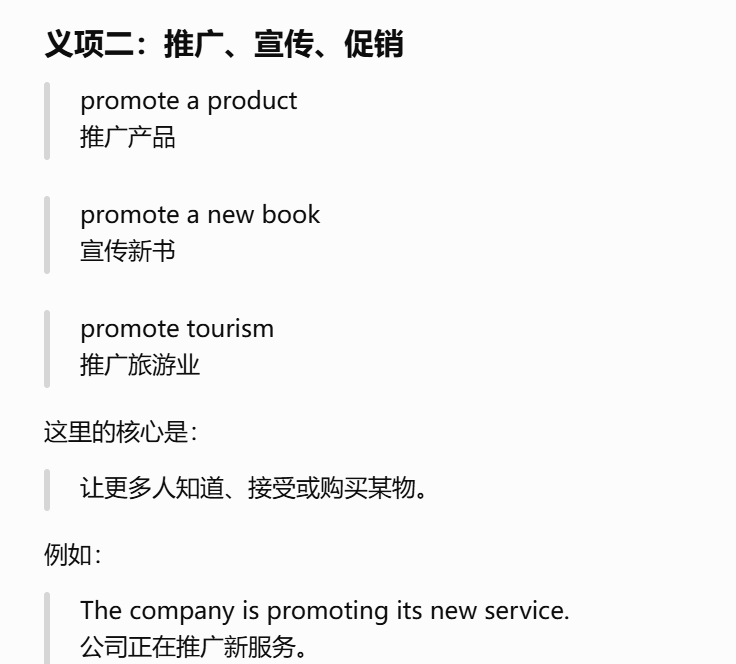 义项二：推广、宣传、促销
promote a product
推广产品
promote a new book
宣传新书
promote tourism
推广旅游业
这里的核心是：
让更多人知道、接受或购买某物。
例如：
The company is promoting its new service.
公司正在推广新服务。